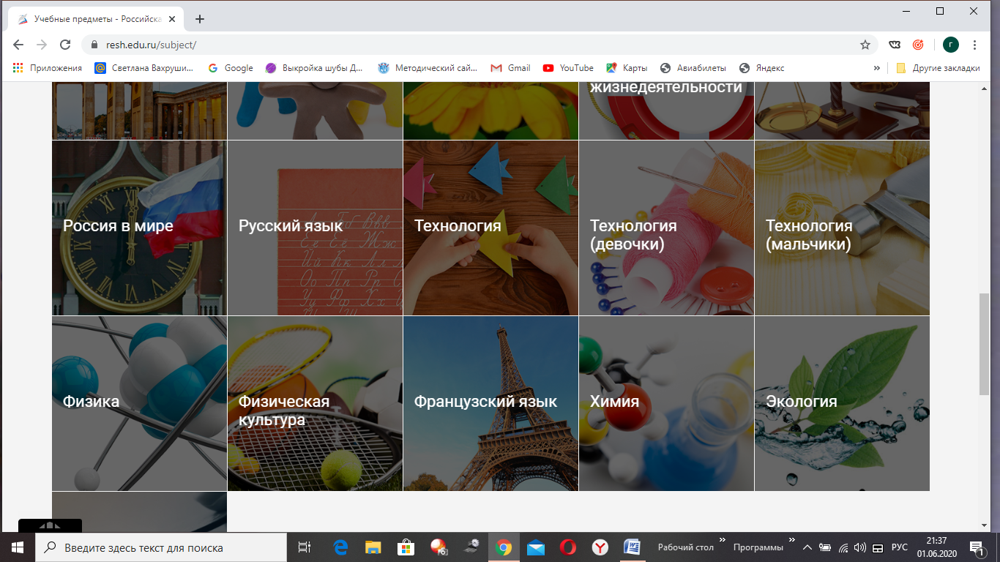 Учебные предметы - Российска
resh.edu.ru/subject/
г
Приложения
Светлана Вахруши...
Google
Выкройка шубы Д...
Методический сай...
Gmail
YouTube
Карты
Авиабилеты
Яндекс
»
Другие закладки
жизнедеятельности
Россия в мире
Русский язык
Технология
Технология
(девочки)
Технология
(мальчики)
Физика
Физическая
культура
Французский язык
Химия
Экология
Введите здесь текст для поиска
Рабочий стол
»
Программы
»
РУС
21:37
01.06.2020
1